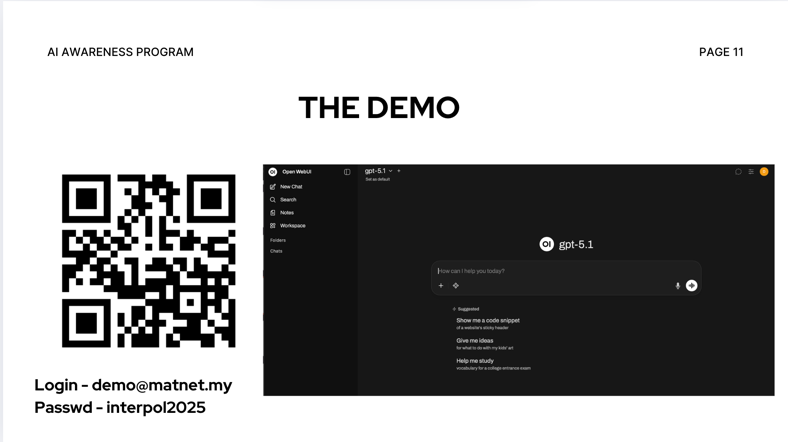 AI AWARENESS PROGRAM
PAGE 11
THE DEMO
OI Open WebUI
New Chat
Search
Notes
Workspace
Folders
Chats
gpt-5.1
Set as default
OI gpt-5.1
How can I help you today?
Suggested
Show me a code snippet
of a website's sticky header
Give me ideas
for what to do with my kids' art
Help me study
vocabulary for a college entrance exam
Login - demo@matnet.my
Passwd - interpol2025